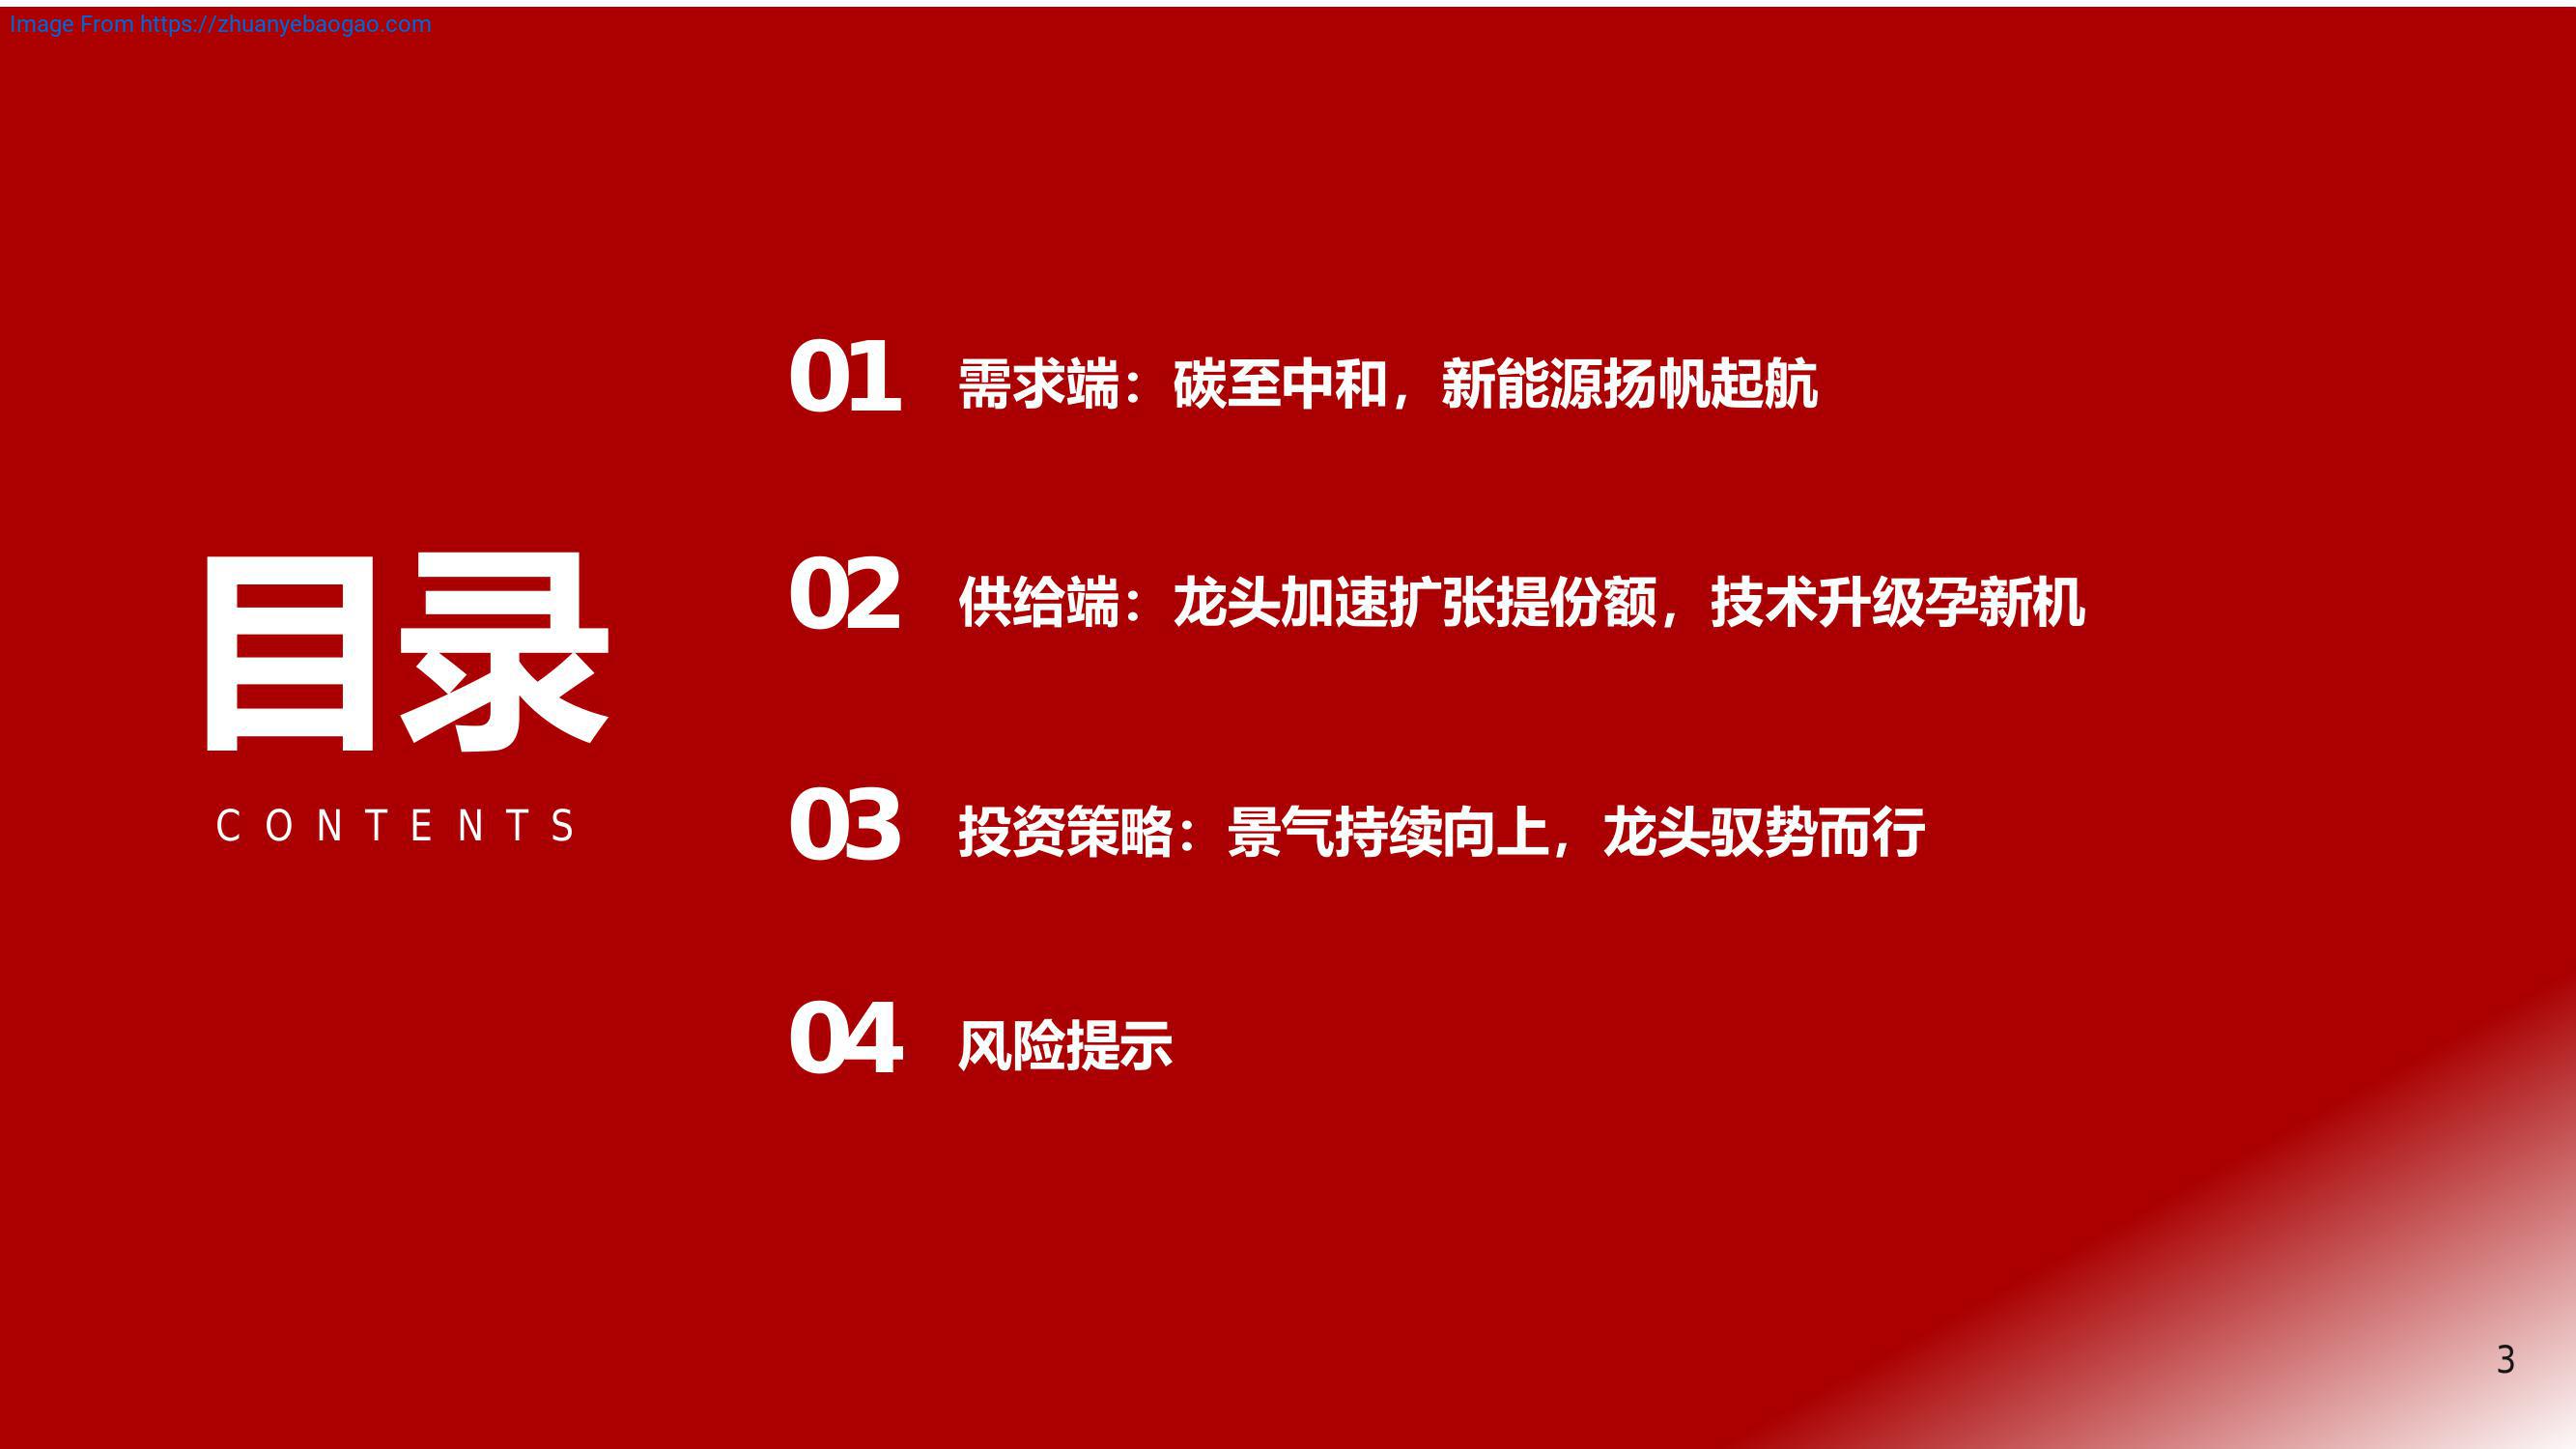 Image From https://zhuanyebaogao.com
01 需求端：碳至中和，新能源扬帆起航
02 供给端：龙头加速扩张提份额，技术升级孕新机
目录
CONTENTS
03 投资策略：景气持续向上，龙头驭势而行
04 风险提示
3